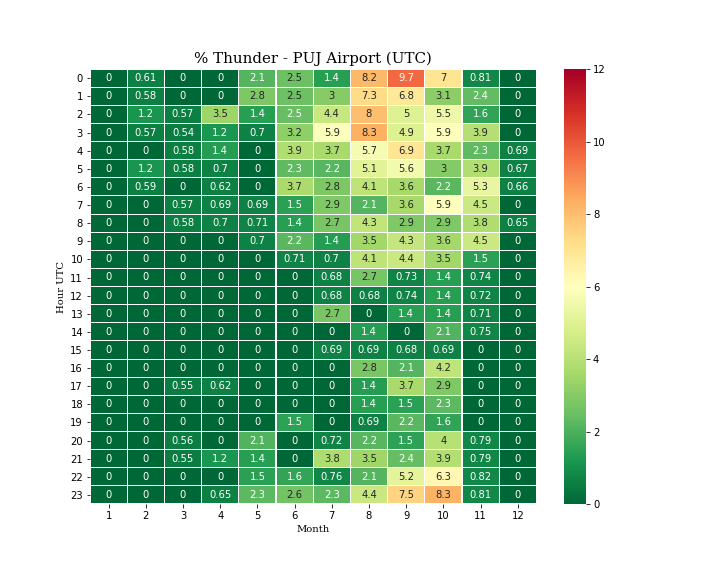 % Thunder - PUJ Airport (UTC)
0 0 0.61 0 0 2.1 2.5 1.4 8.2 9.7 7 0.81 0
1 0 0.58 0 0 2.8 2.5 3 7.3 6.8 3.1 2.4 0
2 0 1.2 0.57 3.5 1.4 2.5 4.4 8 5 5.5 1.6 0
3 0 0.57 0.54 1.2 0.7 3.2 5.9 8.3 4.9 5.9 3.9 0
4 0 0 0.58 1.4 0 3.9 3.7 5.7 6.9 3.7 2.3 0.69
5 0 1.2 0.58 0.7 0 2.3 2.2 5.1 5.6 3 3.9 0.67
6 0 0.59 0 0.62 0 3.7 2.8 4.1 3.6 2.2 5.3 0.66
7 0 0 0.57 0.69 0.69 1.5 2.9 2.1 3.6 5.9 4.5 0
8 0 0 0.58 0.7 0.71 1.4 2.7 4.3 2.9 2.9 3.8 0.65
9 0 0 0 0 0.7 2.2 1.4 3.5 4.3 3.6 4.5 0
10 0 0 0 0 0 0.71 0.7 4.1 4.4 3.5 1.5 0
11 0 0 0 0 0 0 0.68 2.7 0.73 1.4 0.74 0
12 0 0 0 0 0 0 0.68 0.68 0.74 1.4 0.72 0
13 0 0 0 0 0 0 2.7 0 1.4 1.4 0.71 0
14 0 0 0 0 0 0 0 1.4 0 2.1 0.75 0
15 0 0 0 0 0 0 0.69 0.69 0.68 0.69 0 0
16 0 0 0 0 0 0 0 2.8 2.1 4.2 0 0
17 0 0 0.55 0.62 0 0 0 1.4 3.7 2.9 0 0
18 0 0 0 0 0 0 0 1.4 1.5 2.3 0 0
19 0 0 0 0 0 1.5 0 0.69 2.2 1.6 0 0
20 0 0 0.56 0 2.1 0 0.72 2.2 1.5 4 0.79 0
21 0 0 0.55 1.2 1.4 0 3.8 3.5 2.4 3.9 0.79 0
22 0 0 0 0 1.5 1.6 0.76 2.1 5.2 6.3 0.82 0
23 0 0 0 0.65 2.3 2.6 2.3 4.4 7.5 8.3 0.81 0
1 2 3 4 5 6 7 8 9 10 11 12
Month
Hour UTC
12
10
8
6
4
2
0